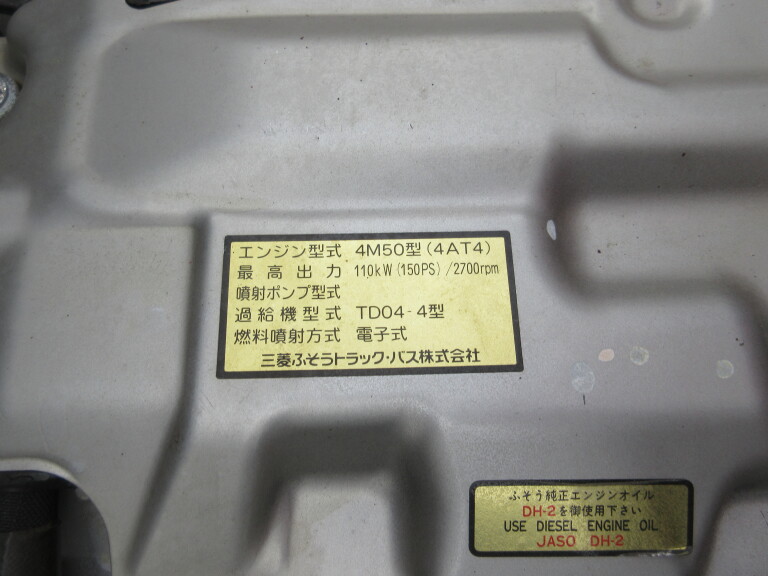 エンジン型式 4M50型(4AT4)
最高出力 110kW(150PS)/2700rpm
噴射ポンプ型式
過給機型式 TD04-4型
燃料噴射方式 電子式
三菱ふそうトラック・バス株式会社
ふそう純正エンジンオイル
DH-2を御使用下さい
USE DIESEL ENGINE OIL
JASO DH-2